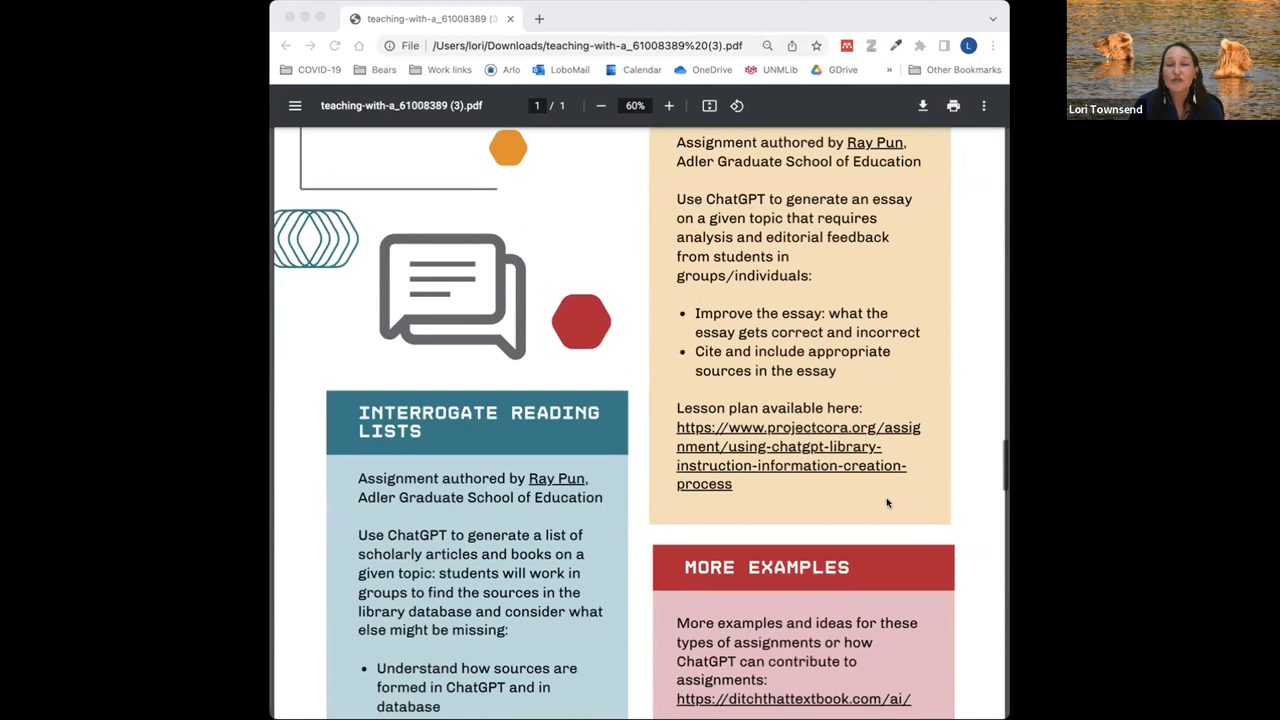 teaching-with-a_61008389 (3
File
/Users/lori/Downloads/teaching-with-a_61008389%20(3).pdf
L
COVID-19
Bears
Work links
Arlo
LoboMail
Calendar
OneDrive
UNMLib
GDrive
»
Other Bookmarks
teaching-with-a_61008389 (3).pdf
1 / 1
60%
Lori Townsend
Assignment authored by Ray Pun,
Adler Graduate School of Education
Use ChatGPT to generate an essay
on a given topic that requires
analysis and editorial feedback
from students in
groups/individuals:
• Improve the essay: what the
essay gets correct and incorrect
• Cite and include appropriate
sources in the essay
Lesson plan available here:
https://www.projectcora.org/assig
nment/using-chatgpt-library-
instruction-information-creation-
process
INTERROGATE READING
LISTS
Assignment authored by Ray Pun,
Adler Graduate School of Education
Use ChatGPT to generate a list of
scholarly articles and books on a
given topic: students will work in
groups to find the sources in the
library database and consider what
else might be missing:
• Understand how sources are
formed in ChatGPT and in
database
MORE EXAMPLES
More examples and ideas for these
types of assignments or how
ChatGPT can contribute to
assignments:
https://ditchthattextbook.com/ai/